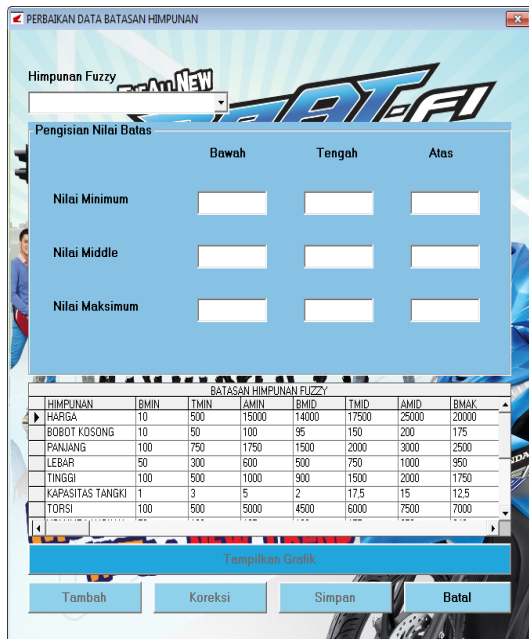 PERBAIKAN DATA BATASAN HIMPUNAN
Himpunan Fuzzy
ALL NEW
BEAT-FI
Pengisian Nilai Batas
Bawah Tengah Atas
Nilai Minimum
Nilai Middle
Nilai Maksimum
BATASAN HIMPUNAN FUZZY
HIMPUNAN BMIN TMIN AMIN BMID TMID AMID BMAK
HARGA 10 500 15000 14000 17500 25000 20000
BOBOT KOSONG 10 50 100 95 150 200 175
PANJANG 100 750 1750 1500 2000 3000 2500
LEBAR 50 300 600 500 750 1000 950
TINGGI 100 500 1000 900 1500 2000 1750
KAPASITAS TANGKI 1 3 5 2 17,5 15 12,5
TORSI 100 500 5000 4500 6000 7500 7000
Tampilkan Grafik
Tambah Koreksi Simpan Batal